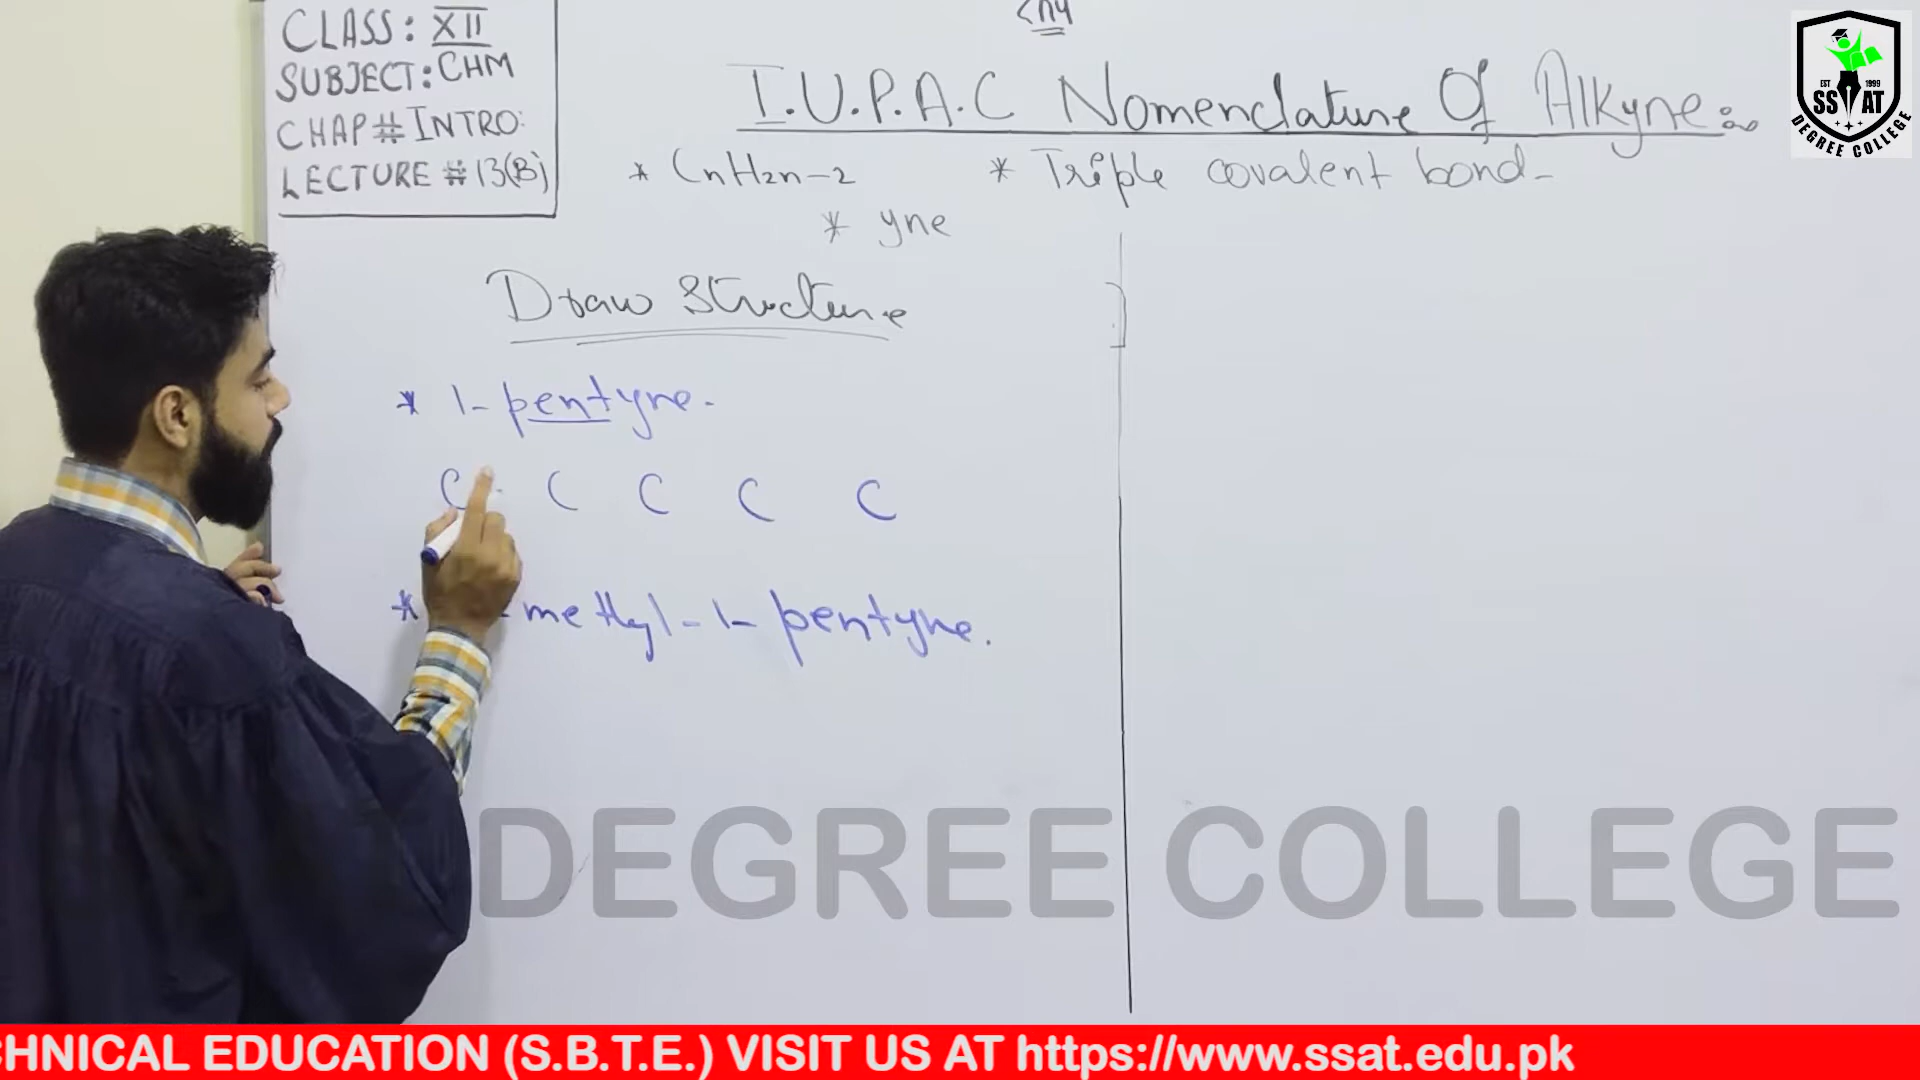 CLASS: XII
SUBJECT: CHM
CHAP# INTRO:
LECTURE #13(B)
I.U.P.A.C Nomenclature Of Alkyne:
* CnH2n-2 * Triple covalent bond-
* yne
Draw Structure
* 1-pentyne.
C C C C C
* methyl-1-pentyne.
EST 1999
SSAT
DEGREE COLLEGE
DEGREE COLLEGE
CHNICAL EDUCATION (S.B.T.E.) VISIT US AT https://www.ssat.edu.pk